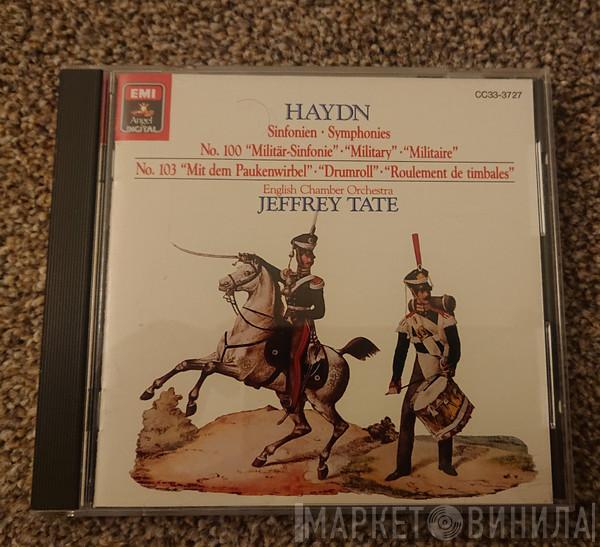 EMI
Angel
DIGITAL
CC33-3727
HAYDN
Sinfonien · Symphonies
No. 100 “Militär-Sinfonie” · “Military” · “Militaire”
No. 103 “Mit dem Paukenwirbel” · “Drumroll” · “Roulement de timbales”
English Chamber Orchestra
JEFFREY TATE
МАРКЕТ ВИНИЛА